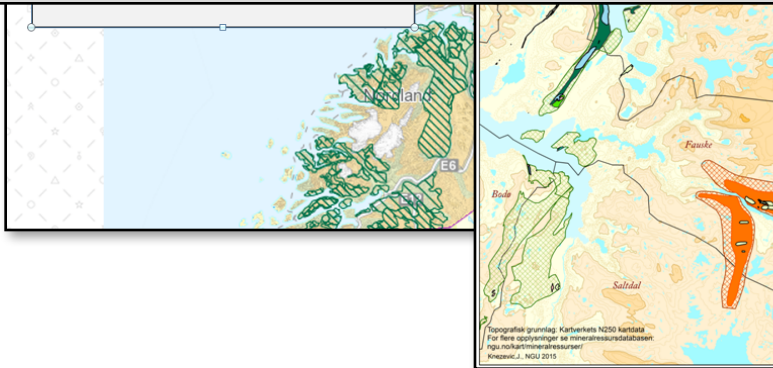 Nordland
E6
Fauske
Bodø
Saltdal
Topografisk grunnlag: Kartverkets N250 kartdata
For flere opplysninger se mineralressursdatabasen:
ngu.no/kart/mineralressurser/
Knezevic,J., NGU 2015